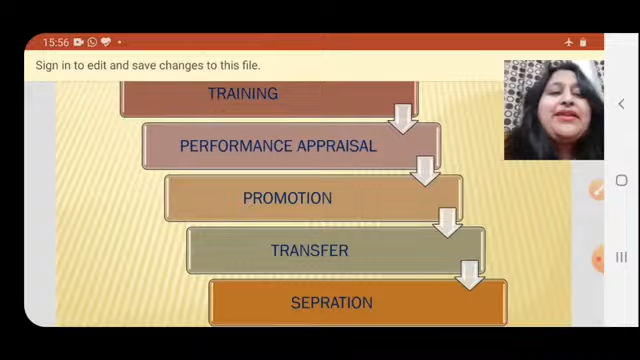 15:56
Sign in to edit and save changes to this file.
TRAINING
PERFORMANCE APPRAISAL
PROMOTION
TRANSFER
SEPRATION